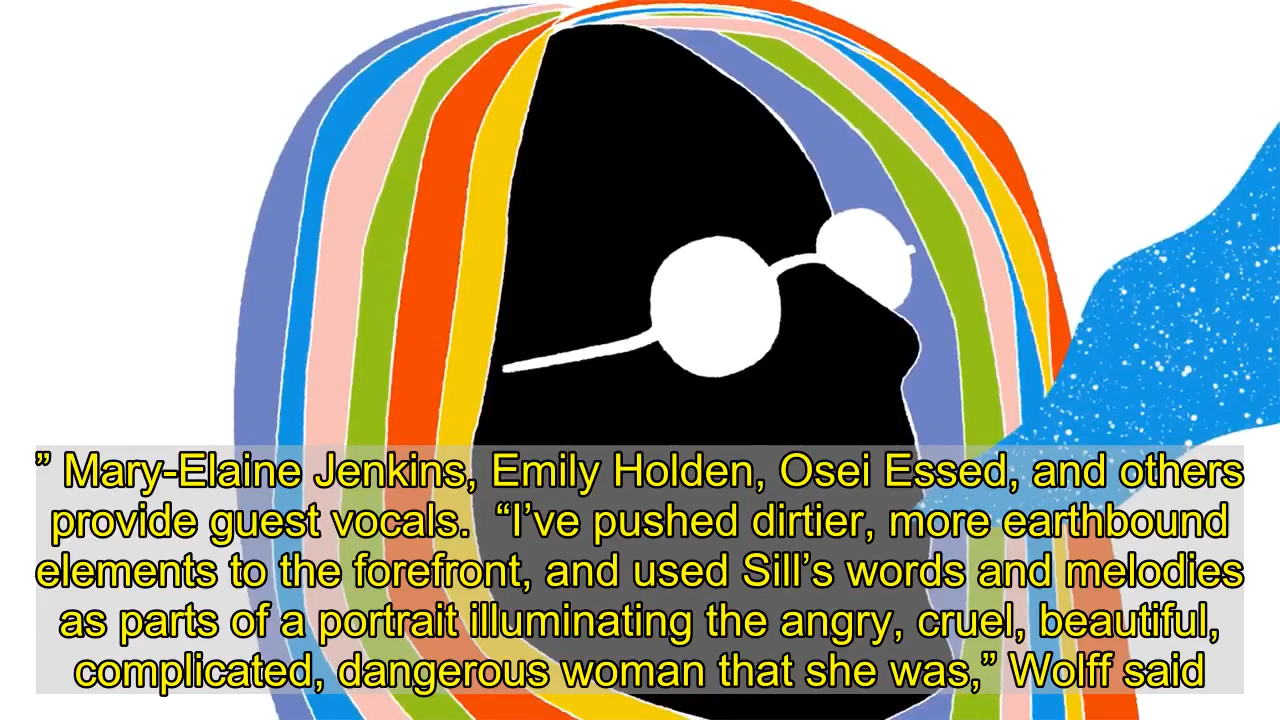 ” Mary-Elaine Jenkins, Emily Holden, Osei Essed, and others
provide guest vocals.  “I’ve pushed dirtier, more earthbound
elements to the forefront, and used Sill’s words and melodies
as parts of a portrait illuminating the angry, cruel, beautiful,
complicated, dangerous woman that she was,” Wolff said